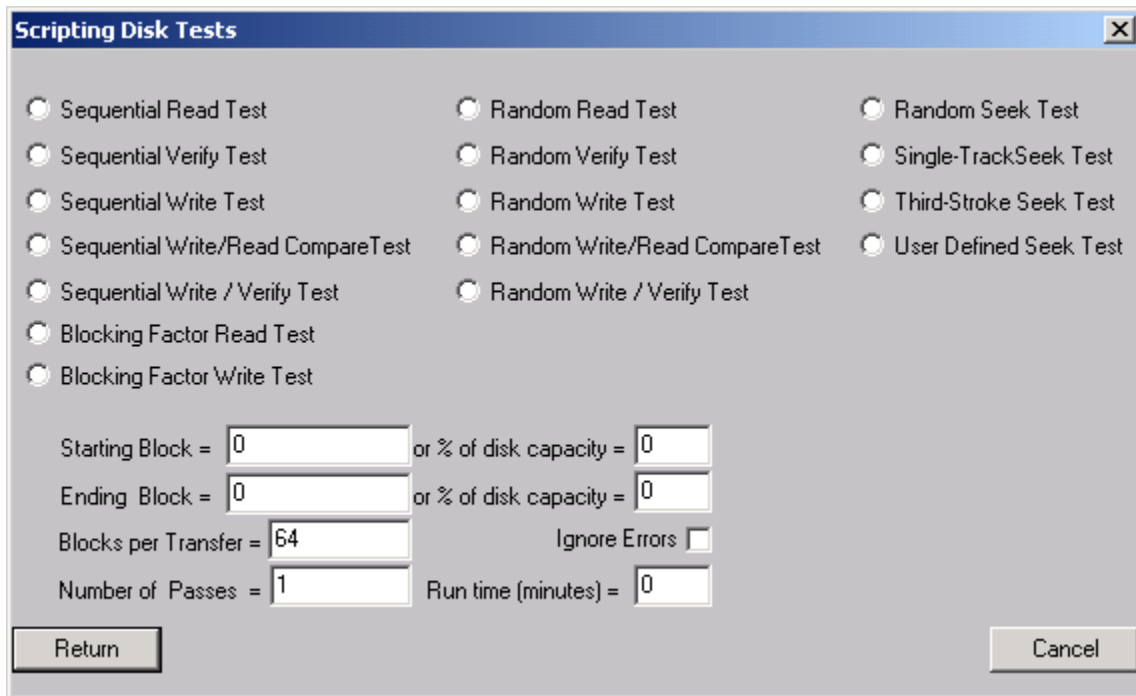 Scripting Disk Tests
Sequential Read Test Random Read Test Random Seek Test
Sequential Verify Test Random Verify Test Single-TrackSeek Test
Sequential Write Test Random Write Test Third-Stroke Seek Test
Sequential Write/Read CompareTest Random Write/Read CompareTest User Defined Seek Test
Sequential Write / Verify Test Random Write / Verify Test
Blocking Factor Read Test
Blocking Factor Write Test
Starting Block = 0 or % of disk capacity = 0
Ending Block = 0 or % of disk capacity = 0
Blocks per Transfer = 64 Ignore Errors
Number of Passes = 1 Run time (minutes) = 0
Return Cancel